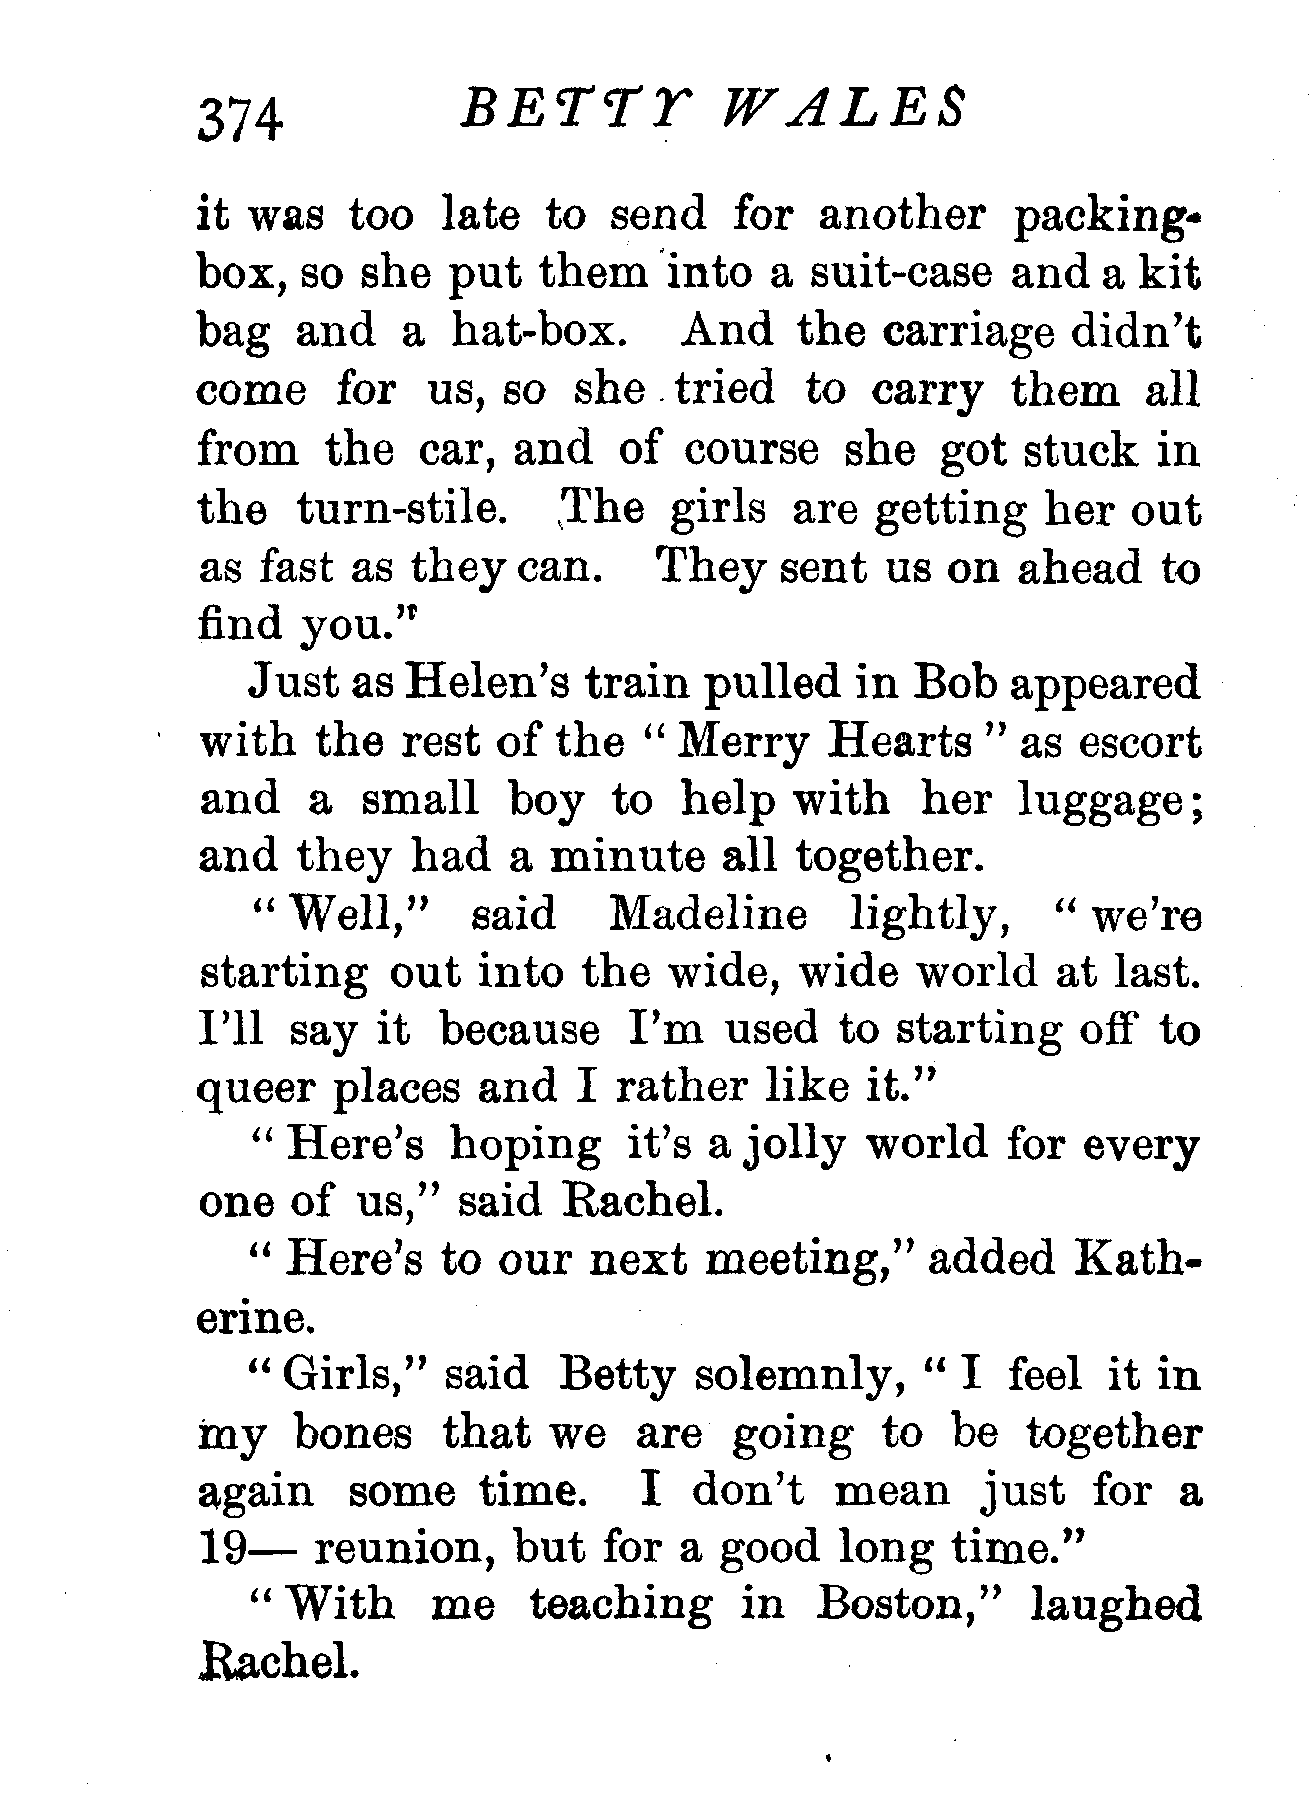 374 BETTY WALES
it was too late to send for another packing-
box, so she put them into a suit-case and a kit
bag and a hat-box. And the carriage didn't
come for us, so she tried to carry them all
from the car, and of course she got stuck in
the turn-stile. The girls are getting her out
as fast as they can. They sent us on ahead to
find you."
Just as Helen's train pulled in Bob appeared
with the rest of the " Merry Hearts " as escort
and a small boy to help with her luggage;
and they had a minute all together.
" Well," said Madeline lightly, " we're
starting out into the wide, wide world at last.
I'll say it because I'm used to starting off to
queer places and I rather like it."
" Here's hoping it's a jolly world for every
one of us," said Rachel.
" Here's to our next meeting," added Kath-
erine.
" Girls," said Betty solemnly, " I feel it in
my bones that we are going to be together
again some time. I don't mean just for a
19— reunion, but for a good long time."
" With me teaching in Boston," laughed
Rachel.